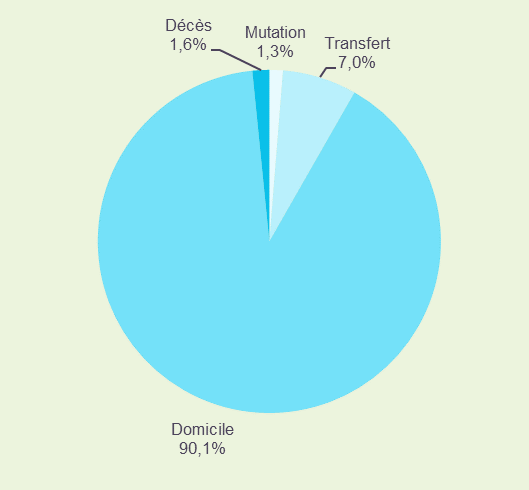 Décès
1,6%
Mutation
1,3%
Transfert
7,0%
Domicile
90,1%